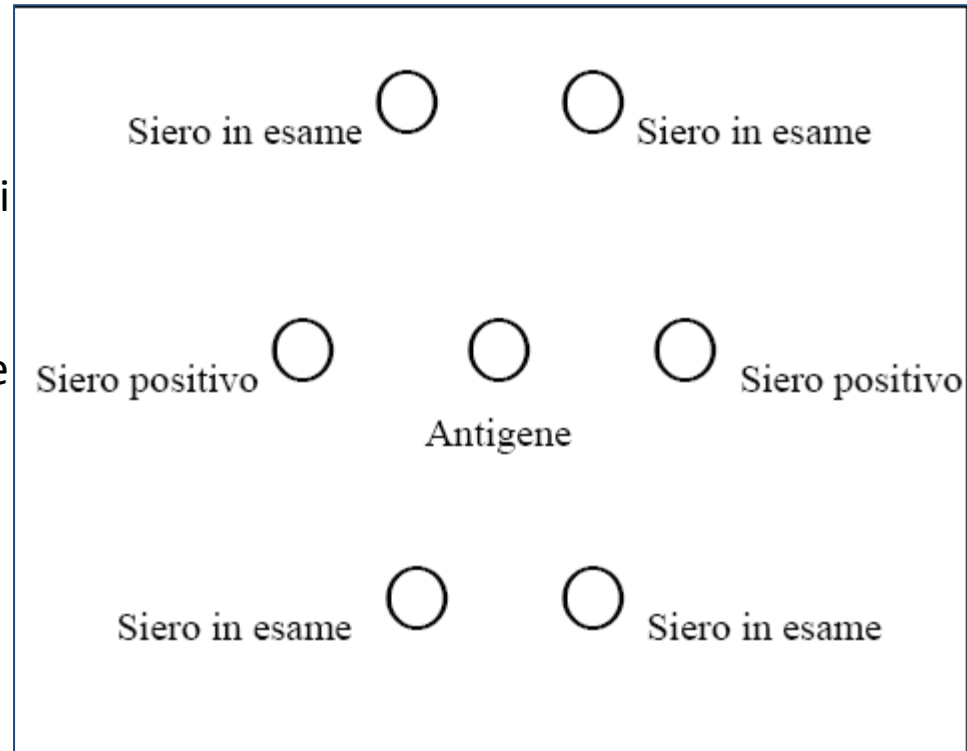 Siero in esame Siero in esame
i
e
Siero positivo Siero positivo
Antigene
Siero in esame Siero in esame